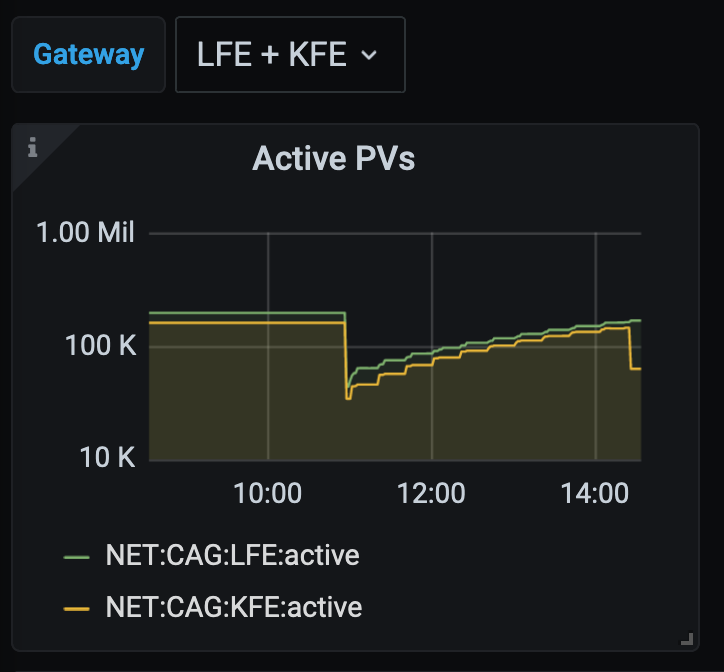 Gateway LFE + KFE
i
Active PVs
1.00 Mil
100 K
10 K
10:00 12:00 14:00
NET:CAG:LFE:active
NET:CAG:KFE:active